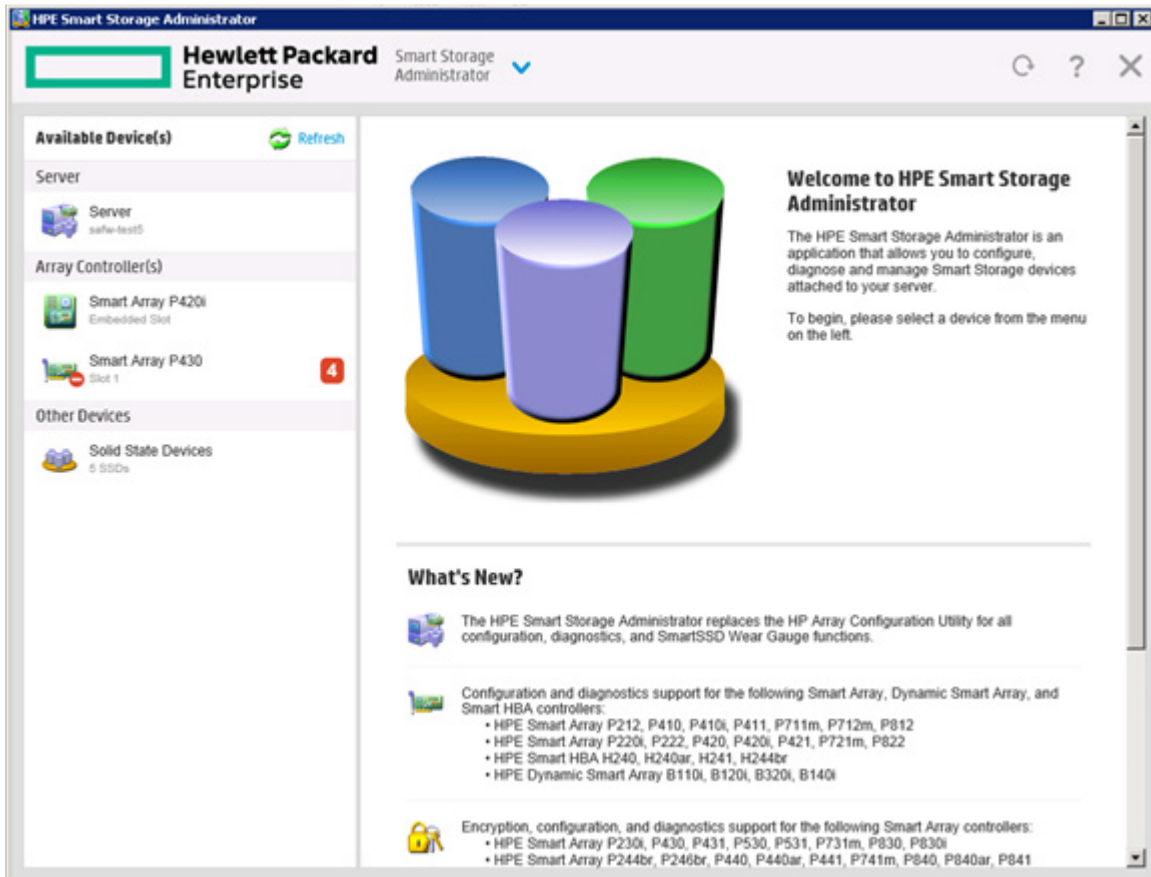 HPE Smart Storage Administrator
Hewlett Packard
Enterprise
Smart Storage
Administrator
?
Available Device(s)
Refresh
Server
Server
safw-test5
Array Controller(s)
Smart Array P420i
Embedded Slot
Smart Array P430
4
Slot 1
Other Devices
Solid State Devices
5 SSDs
Welcome to HPE Smart Storage
Administrator
The HPE Smart Storage Administrator is an
application that allows you to configure,
diagnose and manage Smart Storage devices
attached to your server.
To begin, please select a device from the menu
on the left.
What's New?
The HPE Smart Storage Administrator replaces the HP Array Configuration Utility for all
configuration, diagnostics, and SmartSSD Wear Gauge functions.
Configuration and diagnostics support for the following Smart Array, Dynamic Smart Array, and
Smart HBA controllers:
• HPE Smart Array P212, P410, P410i, P411, P711m, P712m, P812
• HPE Smart Array P220i, P222, P420, P420i, P421, P721m, P822
• HPE Smart HBA H240, H240ar, H241, H244br
• HPE Dynamic Smart Array B110i, B120i, B320i, B140i
Encryption, configuration, and diagnostics support for the following Smart Array controllers:
• HPE Smart Array P230i, P430, P431, P530, P531, P731m, P830, P830i
• HPE Smart Array P244br, P246br, P440, P440ar, P441, P741m, P840, P840ar, P841